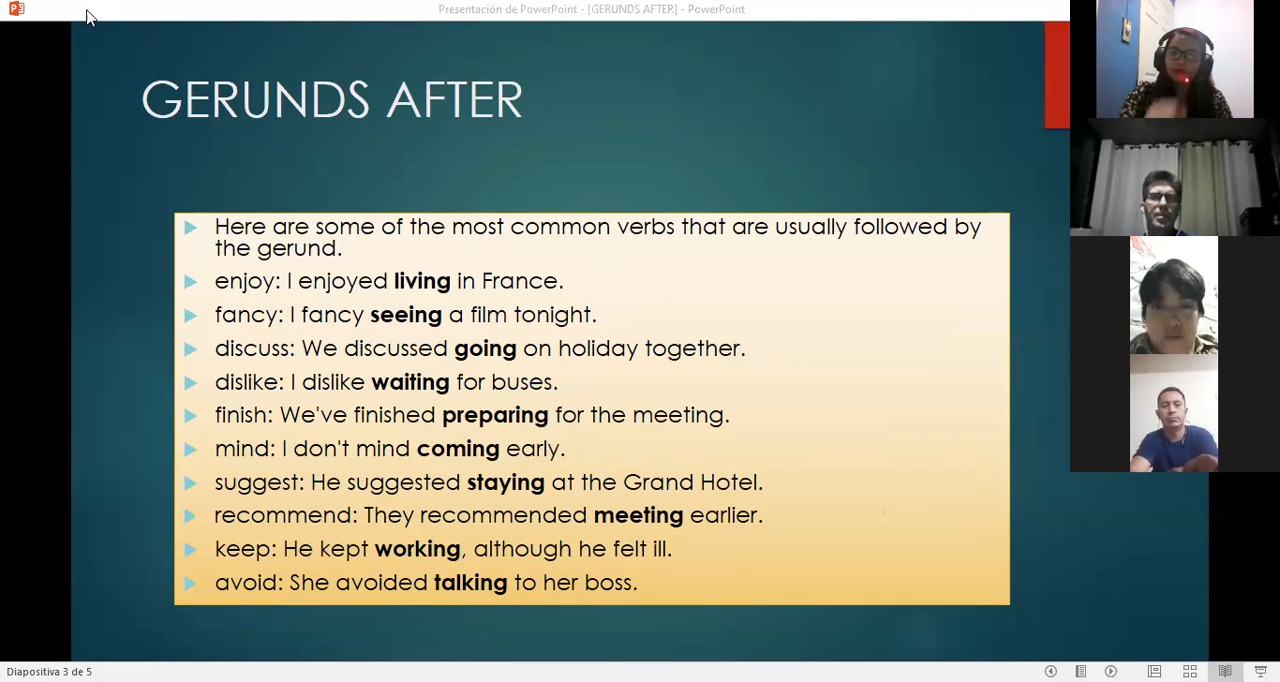 Presentación de PowerPoint - [GERUNDS AFTER] - PowerPoint
GERUNDS AFTER
Here are some of the most common verbs that are usually followed by
the gerund.
enjoy: I enjoyed living in France.
fancy: I fancy seeing a film tonight.
discuss: We discussed going on holiday together.
dislike: I dislike waiting for buses.
finish: We've finished preparing for the meeting.
mind: I don't mind coming early.
suggest: He suggested staying at the Grand Hotel.
recommend: They recommended meeting earlier.
keep: He kept working, although he felt ill.
avoid: She avoided talking to her boss.
Diapositiva 3 de 5